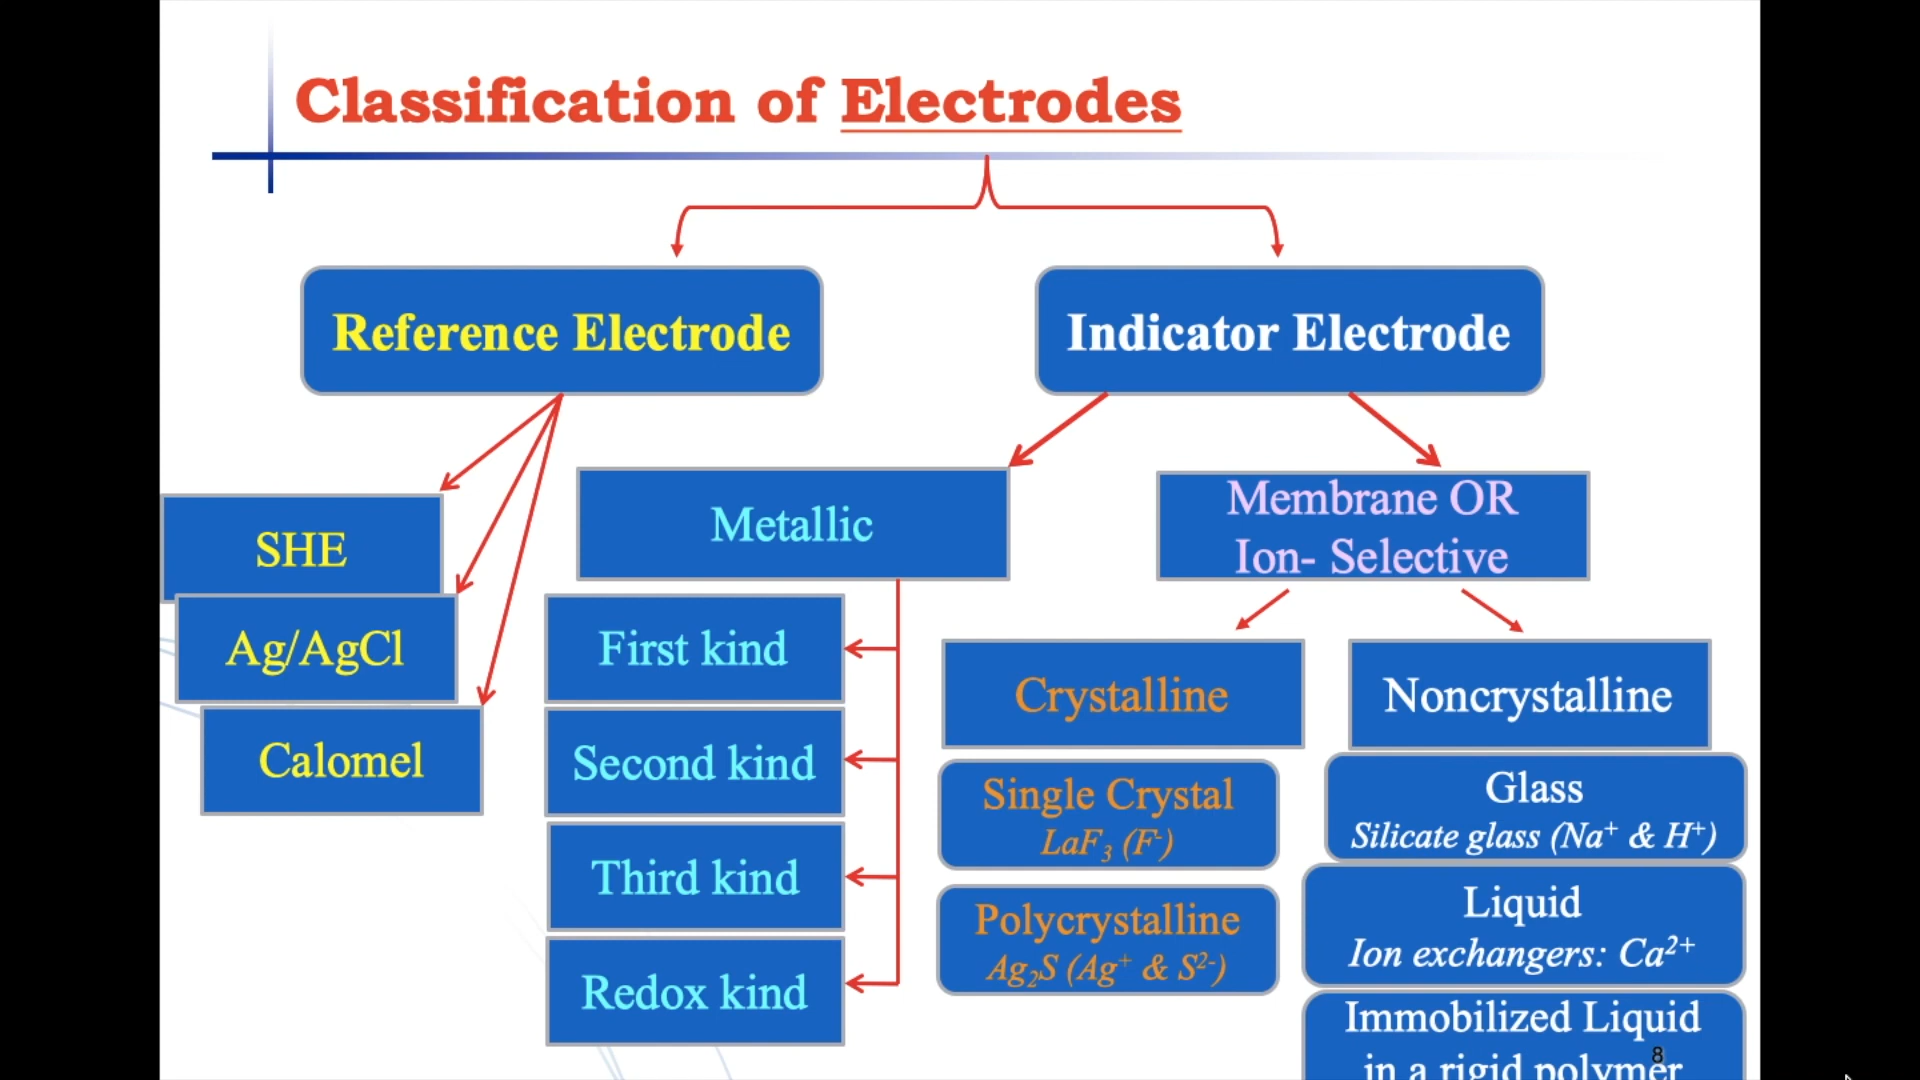 Classification of Electrodes
Reference Electrode
Indicator Electrode
SHE
Ag/AgCl
Calomel
Metallic
First kind
Second kind
Third kind
Redox kind
Membrane OR
Ion- Selective
Crystalline
Single Crystal
LaF₃ (F⁻)
Polycrystalline
Ag₂S (Ag⁺ & S²⁻)
Noncrystalline
Glass
Silicate glass (Na⁺ & H⁺)
Liquid
Ion exchangers: Ca²⁺
Immobilized Liquid
in a rigid polymer
8